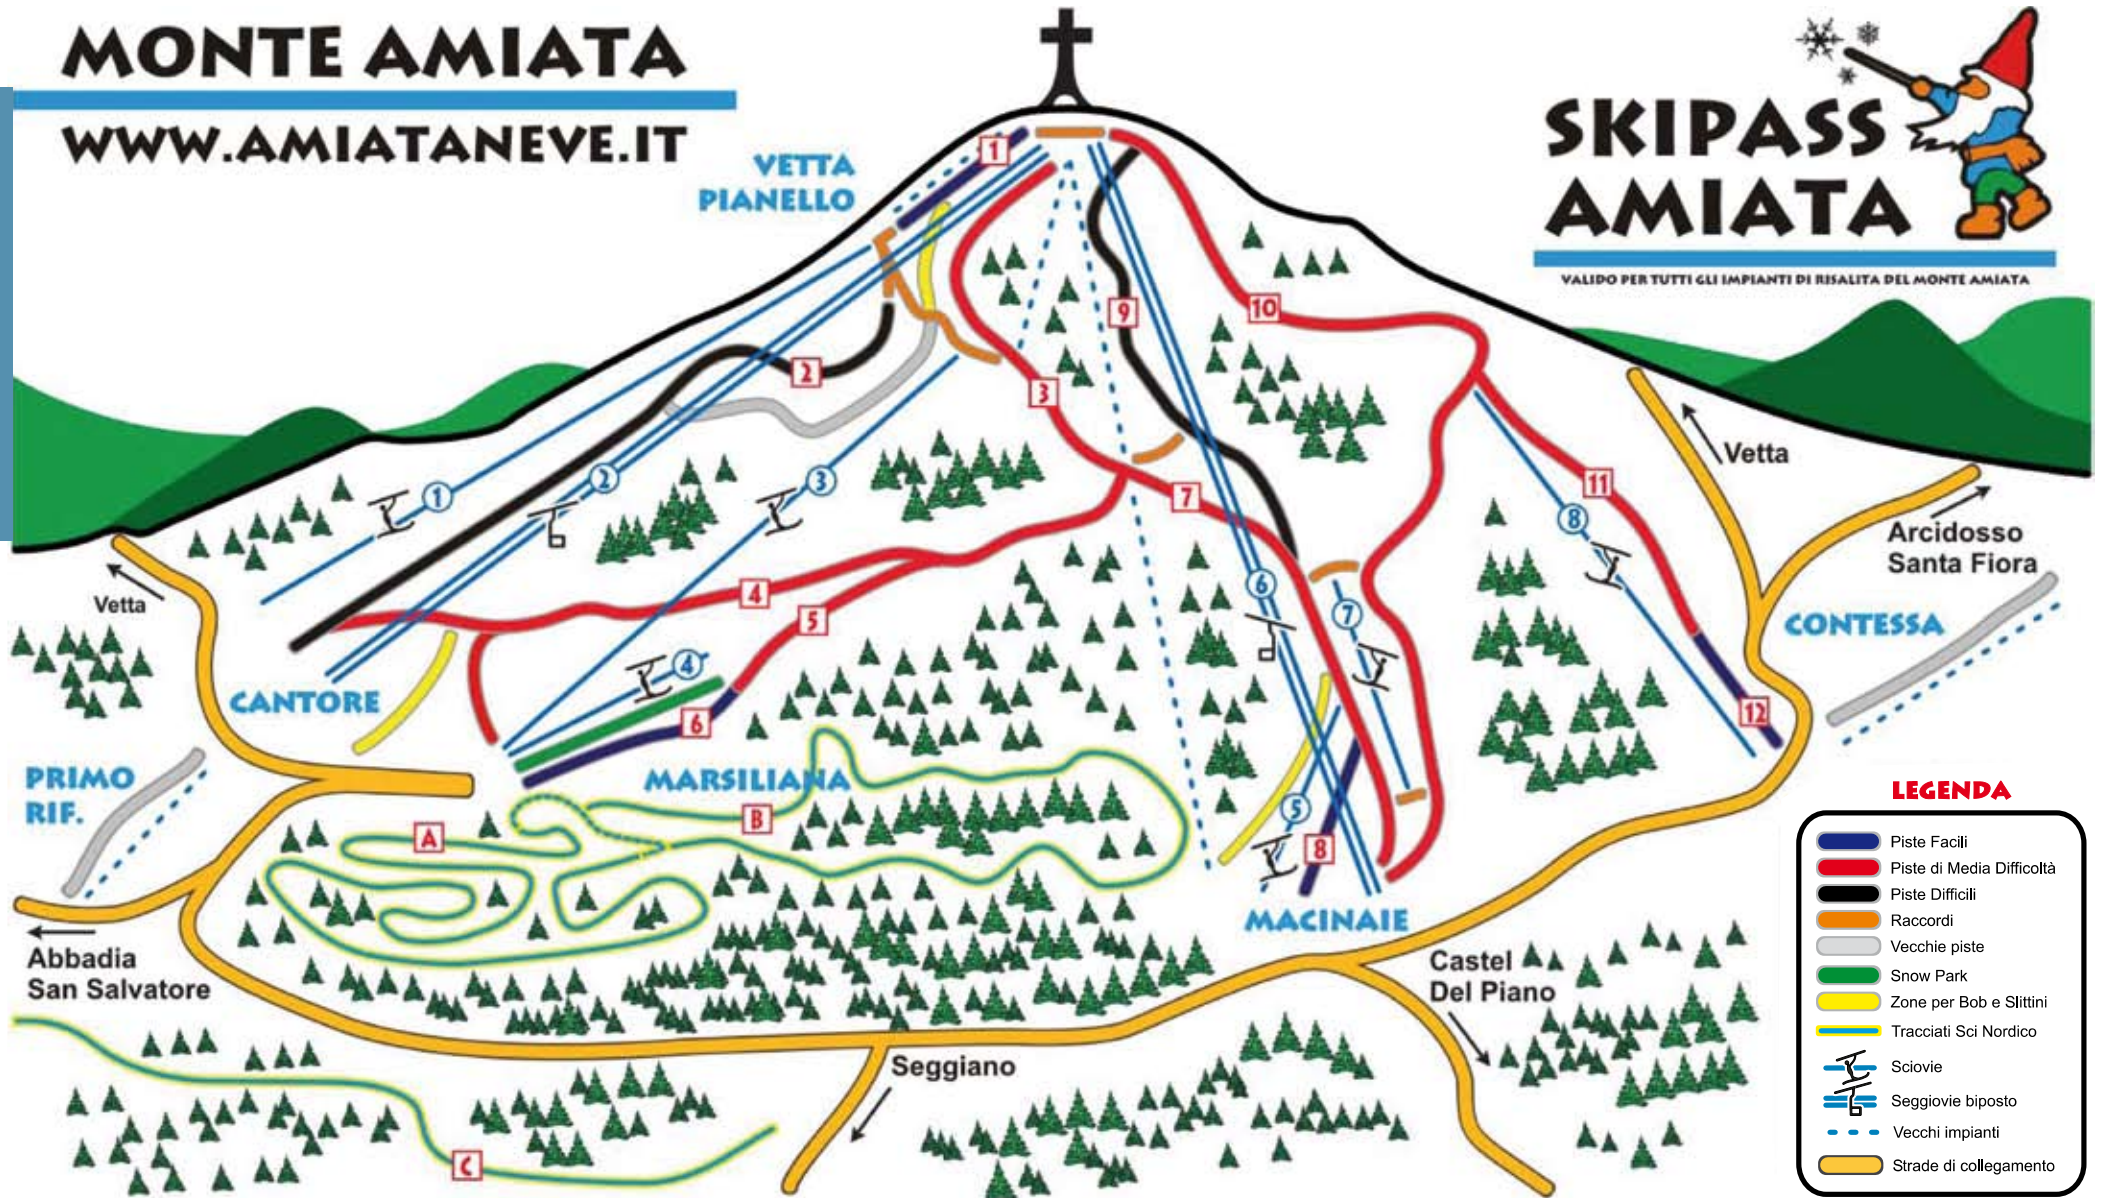 MONTE AMIATA
WWW.AMIATANEVE.IT
SKIPASS
AMIATA
VALIDO PER TUTTI GLI IMPIANTI DI RISALITA DEL MONTE AMIATA
VETTA
PIANELLO
1
2
3
9
10
1
2
3
7
11
8
Vetta
Arcidosso
Santa Fiora
Vetta
4
5
6
7
CONTESSA
4
CANTORE
6
12
PRIMO
RIF.
MARSILIANA
A
B
5
8
MACINAIE
Abbadia
San Salvatore
Castel
Del Piano
Seggiano
C
LEGENDA
Piste Facili
Piste di Media Difficoltà
Piste Difficili
Raccordi
Vecchie piste
Snow Park
Zone per Bob e Slittini
Tracciati Sci Nordico
Sciovie
Seggiovie biposto
Vecchi impianti
Strade di collegamento